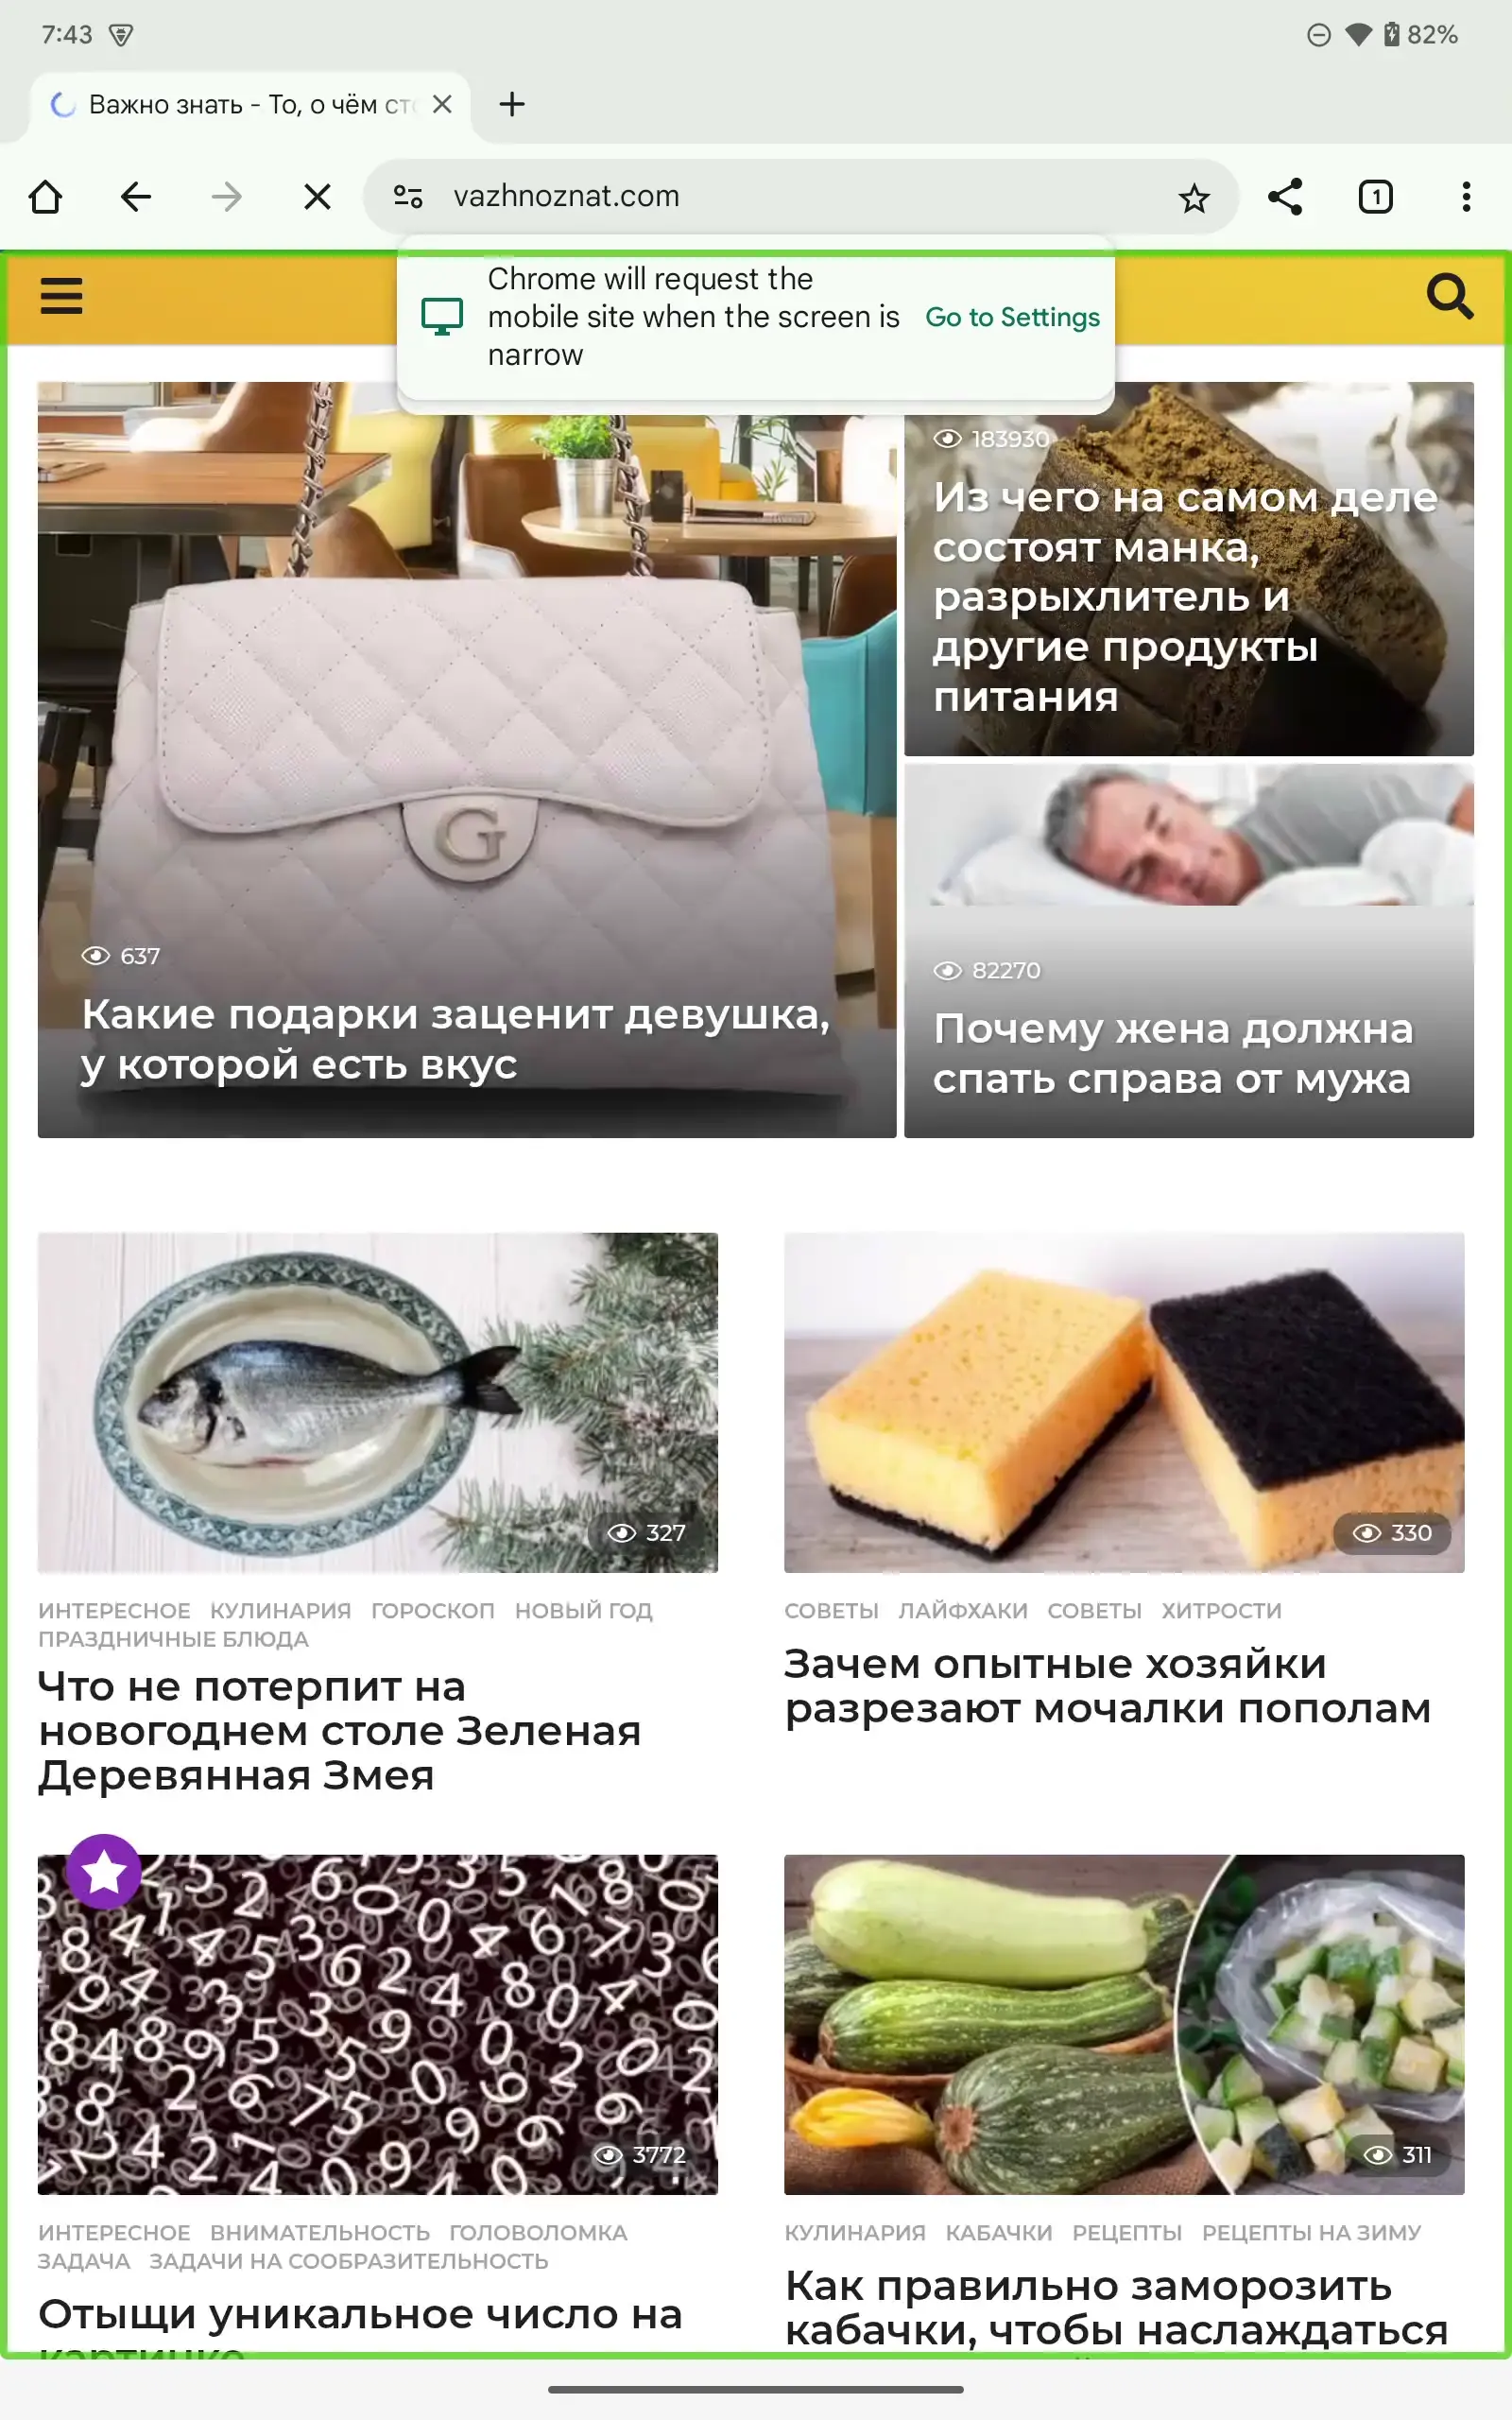 7:43
82%
Важно знать - То, о чём
1
vazhnoznat.com
Chrome will request the
mobile site when the screen is
narrow
Go to Settings
183930
Из чего на самом деле
состоят манка,
разрыхлитель и
другие продукты
питания
G
637
Какие подарки заценит девушка,
у которой есть вкус
82270
Почему жена должна
спать справа от мужа
327
ИНТЕРЕСНОЕ КУЛИНАРИЯ ГОРОСКОП НОВЫЙ ГОД
ПРАЗДНИЧНЫЕ БЛЮДА
Что не потерпит на
новогоднем столе Зеленая
Деревянная Змея
330
СОВЕТЫ ЛАЙФХАКИ СОВЕТЫ ХИТРОСТИ
Зачем опытные хозяйки
разрезают мочалки пополам
3772
ИНТЕРЕСНОЕ ВНИМАТЕЛЬНОСТЬ ГОЛОВОЛОМКА
ЗАДАЧА ЗАДАЧИ НА СООБРАЗИТЕЛЬНОСТЬ
Отыщи уникальное число на
картинке
311
КУЛИНАРИЯ КАБАЧКИ РЕЦЕПТЫ РЕЦЕПТЫ НА ЗИМУ
Как правильно заморозить
кабачки, чтобы наслаждаться